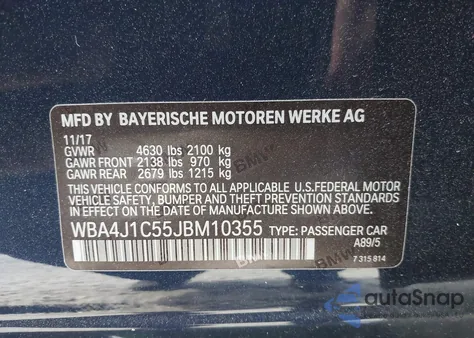 MFD BY BAYERISCHE MOTOREN WERKE AG
11/17
GVWR 4630 lbs 2100 kg
GAWR FRONT 2138 lbs 970 kg
GAWR REAR 2679 lbs 1215 kg
THIS VEHICLE CONFORMS TO ALL APPLICABLE U.S.FEDERAL MOTOR
VEHICLE SAFETY, BUMPER, AND THEFT PREVENTION STANDARDS IN
EFFECT ON THE DATE OF MANUFACTURE SHOWN ABOVE.
WBA4J1C55JBM10355 TYPE: PASSENGER CAR
A89/5
7 315 814
autoSnap